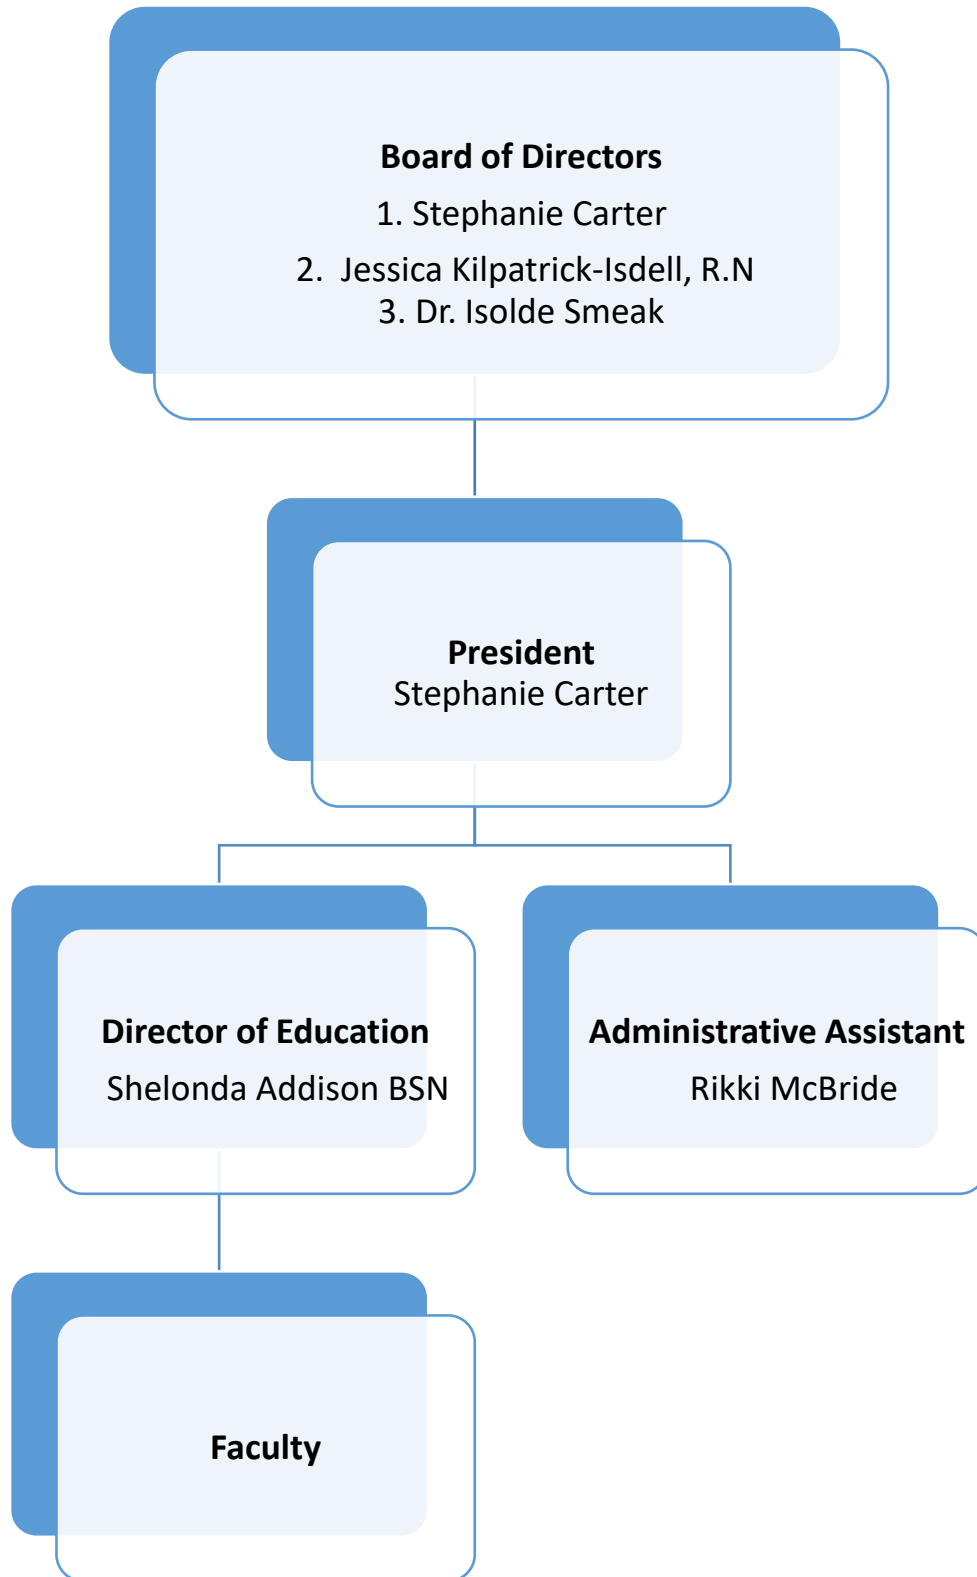 Board of Directors
1. Stephanie Carter
2. Jessica Kilpatrick-Isdell, R.N
3. Dr. Isolde Smeak
President
Stephanie Carter
Director of Education
Shelonda Addison BSN
Administrative Assistant
Rikki McBride
Faculty